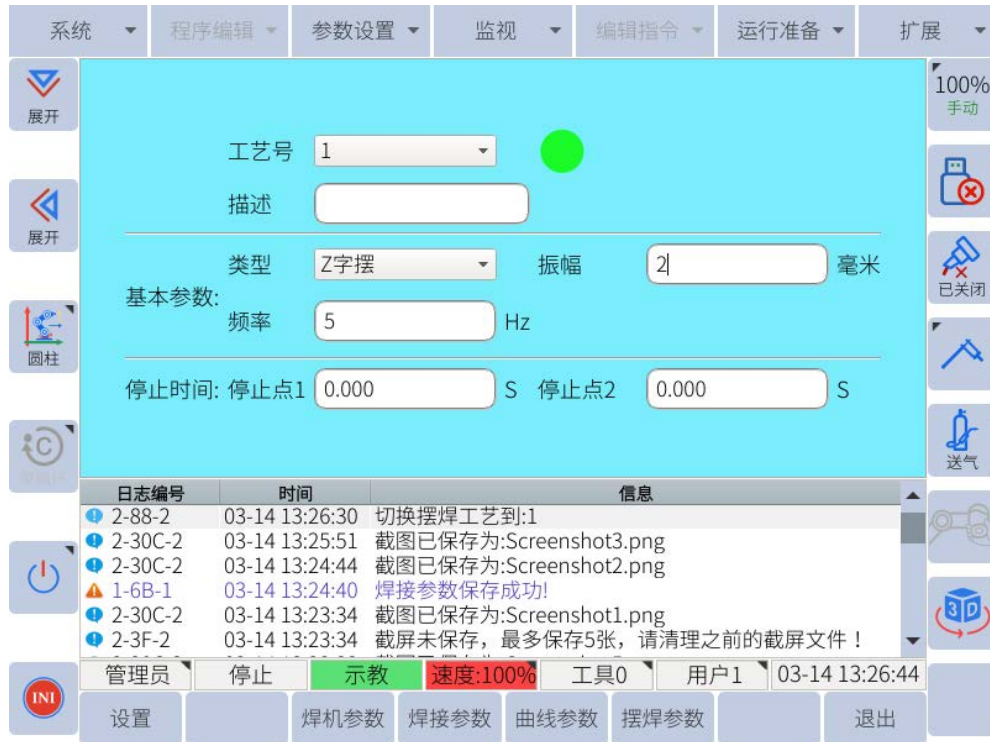 系统 程序编辑 参数设置 监视 编辑指令 运行准备 扩展
展开
100%
手动
工艺号 1
描述
展开
类型 Z字摆 振幅 2 毫米
基本参数:
已关闭
频率 5 Hz
圆柱
停止时间: 停止点1 0.000 S 停止点2 0.000 S
C
送气
日志编号 时间 信息
2-88-2 03-14 13:26:30 切换摆焊工艺到:1
2-30C-2 03-14 13:25:51 截图已保存为:Screenshot3.png
2-30C-2 03-14 13:24:44 截图已保存为:Screenshot2.png
1-6B-1 03-14 13:24:40 焊接参数保存成功!
2-30C-2 03-14 13:23:34 截图已保存为:Screenshot1.png
2-3F-2 03-14 13:23:34 截屏未保存，最多保存5张，请清理之前的截屏文件！
3D
管理员 停止 示教 速度:100% 工具0 用户1 03-14 13:26:44
INI
设置 焊机参数 焊接参数 曲线参数 摆焊参数 退出